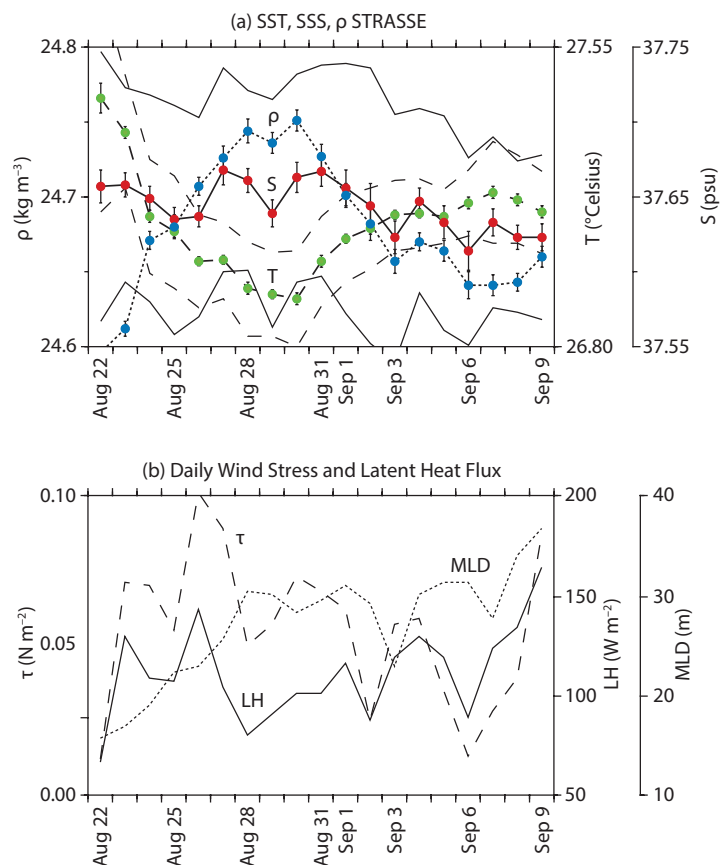 (a) SST, SSS, ρ STRASSE
24.8
27.55
37.75
ρ
S
T
24.7
37.65
ρ (kg m⁻³)
T (°Celsius)
S (psu)
24.6
26.80
37.55
Aug 22
Aug 25
Aug 28
Aug 31
Sep 1
Sep 3
Sep 6
Sep 9
(b) Daily Wind Stress and Latent Heat Flux
0.10
200
40
τ
MLD
150
30
0.05
τ (N m⁻²)
LH (W m⁻²)
MLD (m)
LH
100
20
0.00
50
10
Aug 22
Aug 25
Aug 28
Aug 31
Sep 1
Sep 3
Sep 6
Sep 9